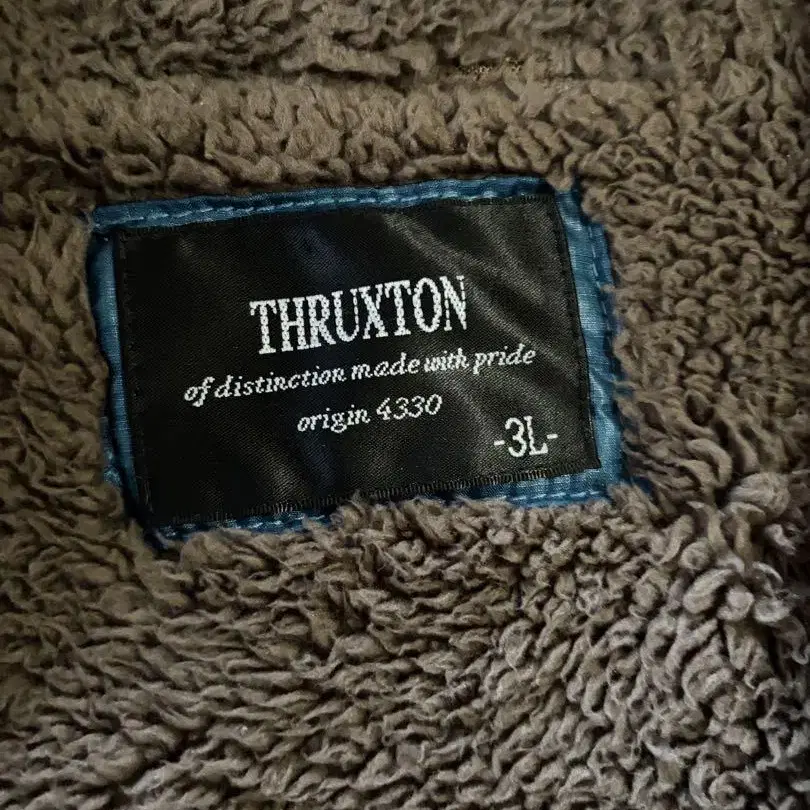 THRUXTON
of distinction made with pride
origin 4330
-3L-